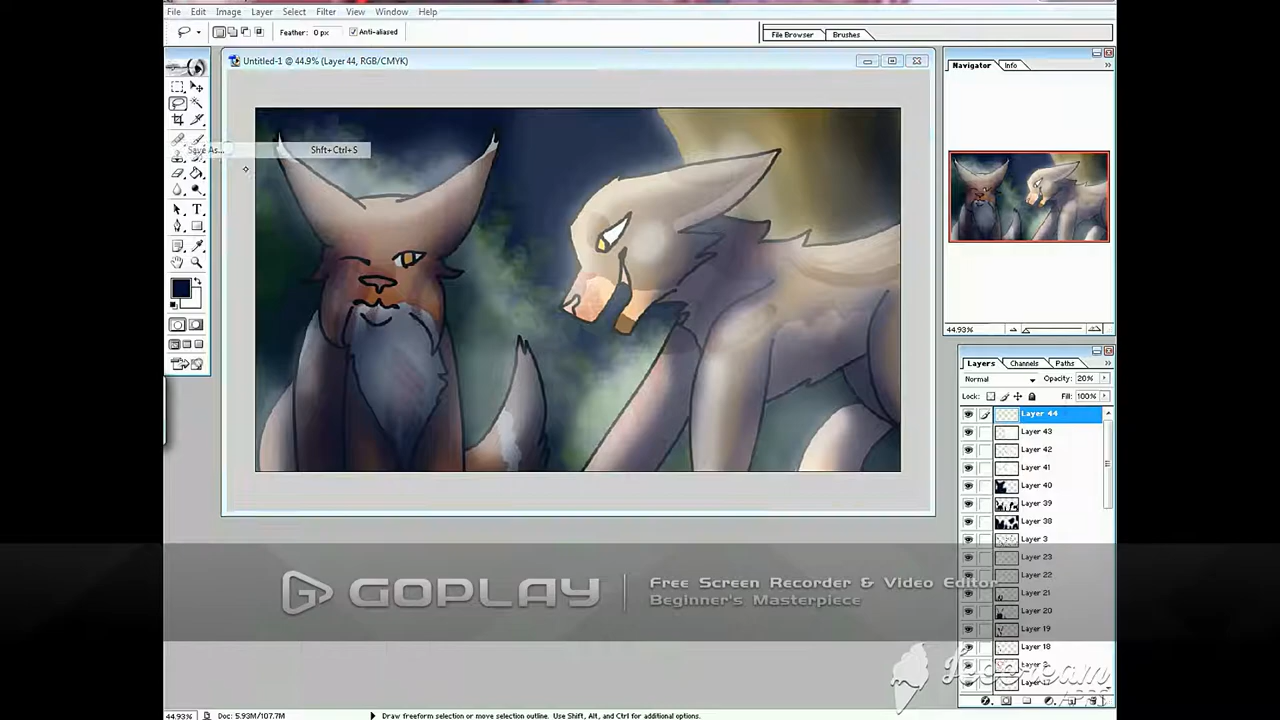 File Edit Image Layer Select Filter View Window Help
Feather: 0 px Anti-aliased File Browser Brushes
Untitled-1 @ 44.9% (Layer 44, RGB/CMYK)
Navigator Info
Save As... Shft+Ctrl+S
44.93%
Layers Channels Paths
Normal Opacity: 20%
Lock: Fill: 100%
Layer 44
Layer 43
Layer 42
Layer 41
Layer 40
Layer 39
Layer 38
Layer 3
Layer 23
Layer 22
Layer 21
Layer 20
Layer 19
Layer 18
GOPLAY
Free Screen Recorder & Video Editor
Beginner's Masterpiece
Icecream
APPS
44.93% Doc: 5.93M/107.7M Draw freeform selection or move selection outline. Use Shift, Alt, and Ctrl for additional options.